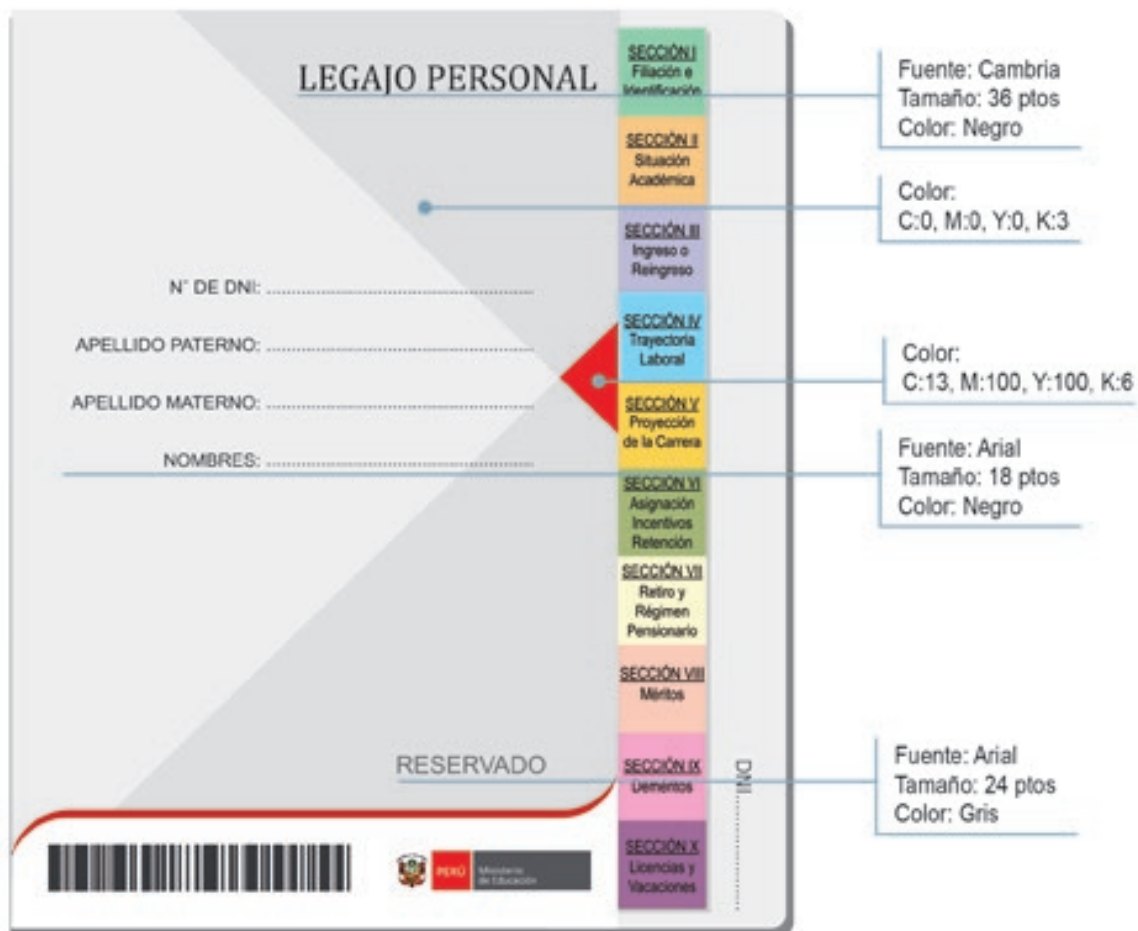 LEGAJO PERSONAL
N° DE DNI: ..........................................................
APELLIDO PATERNO: ..........................................................
APELLIDO MATERNO: ..........................................................
NOMBRES: ..........................................................
RESERVADO
PERÚ
Ministerio
de Educación
SECCIÓN I
Filiación e
Identificación
SECCIÓN II
Situación
Académica
SECCIÓN III
Ingreso o
Reingreso
SECCIÓN IV
Trayectoria
Laboral
SECCIÓN V
Proyección
de la Carrera
SECCIÓN VI
Asignación
Incentivos
Retención
SECCIÓN VII
Retiro y
Régimen
Pensionario
SECCIÓN VIII
Méritos
SECCIÓN IX
Deméritos
SECCIÓN X
Licencias y
Vacaciones
DNI..........................
Fuente: Cambria
Tamaño: 36 ptos
Color: Negro
Color:
C:0, M:0, Y:0, K:3
Color:
C:13, M:100, Y:100, K:6
Fuente: Arial
Tamaño: 18 ptos
Color: Negro
Fuente: Arial
Tamaño: 24 ptos
Color: Gris